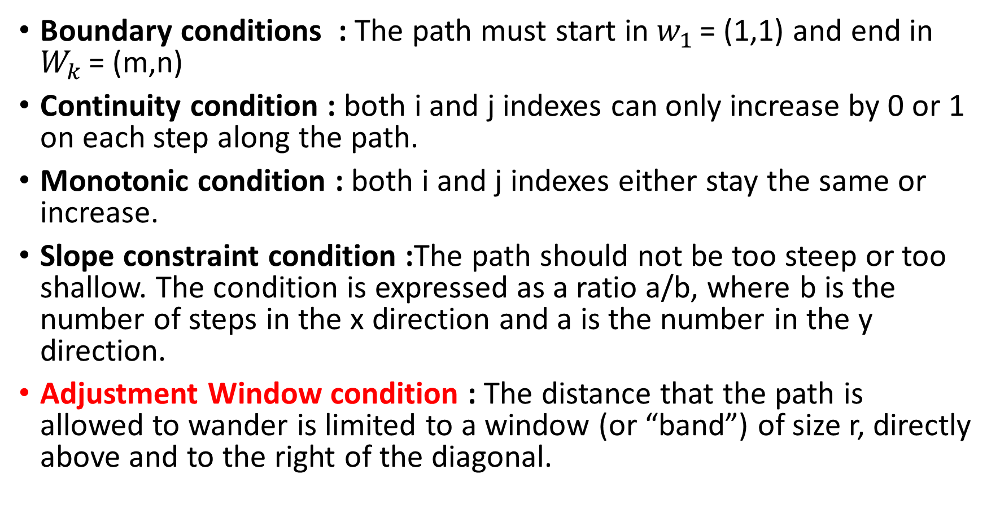 • Boundary conditions : The path must start in w₁ = (1,1) and end in
Wₖ = (m,n)
• Continuity condition : both i and j indexes can only increase by 0 or 1
on each step along the path.
• Monotonic condition : both i and j indexes either stay the same or
increase.
• Slope constraint condition :The path should not be too steep or too
shallow. The condition is expressed as a ratio a/b, where b is the
number of steps in the x direction and a is the number in the y
direction.
• Adjustment Window condition : The distance that the path is
allowed to wander is limited to a window (or “band”) of size r, directly
above and to the right of the diagonal.